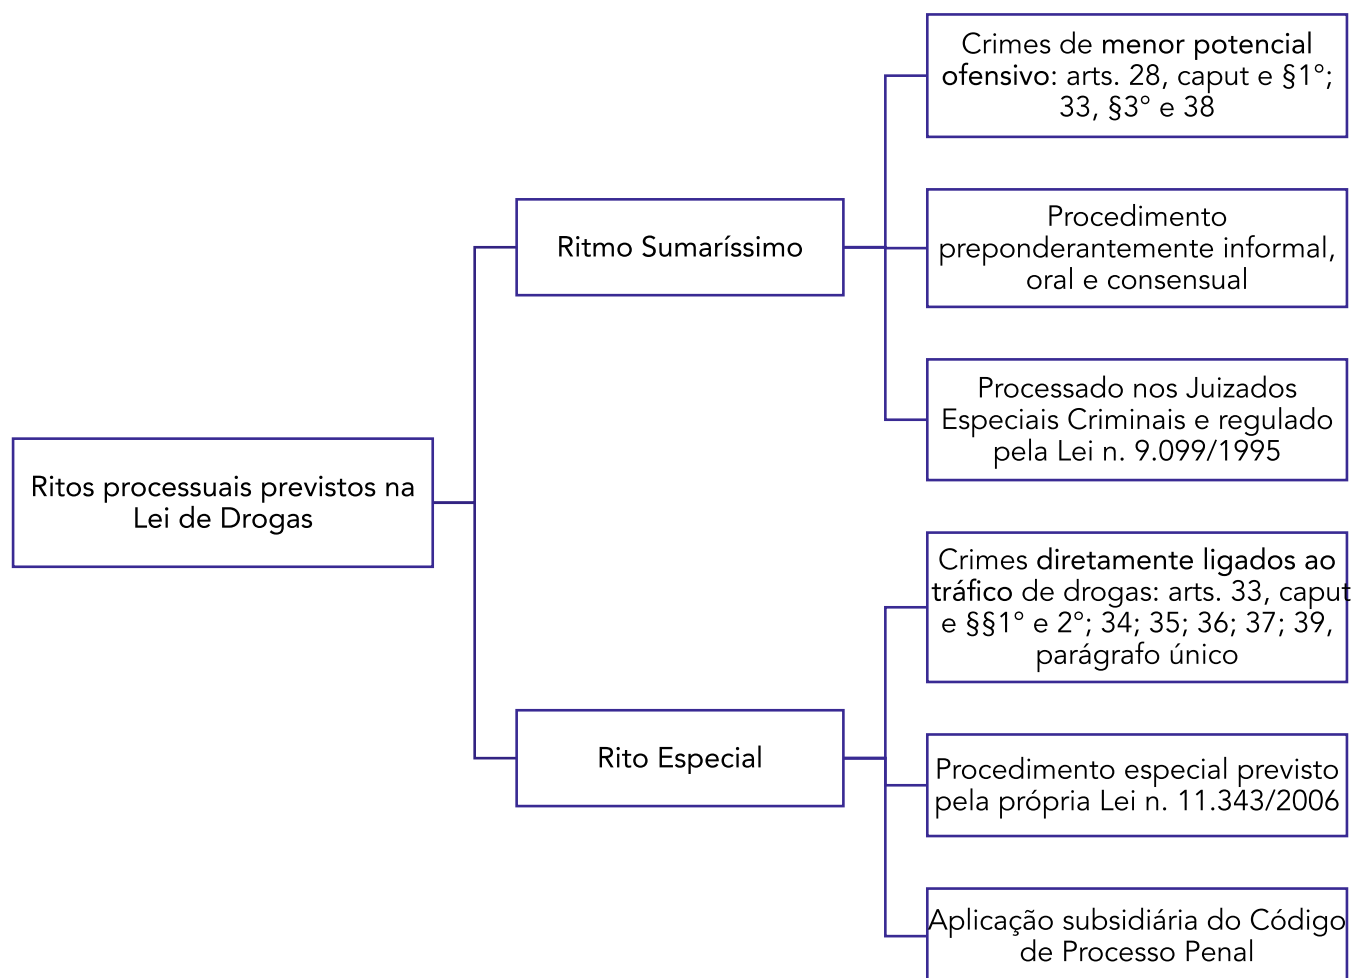 Crimes de menor potencial
ofensivo: arts. 28, caput e §1°;
33, §3° e 38
Ritmo Sumaríssimo
Procedimento
preponderantemente informal,
oral e consensual
Processado nos Juizados
Especiais Criminais e regulado
pela Lei n. 9.099/1995
Ritos processuais previstos na
Lei de Drogas
Crimes diretamente ligados ao
tráfico de drogas: arts. 33, caput
e §§1° e 2°; 34; 35; 36; 37; 39,
parágrafo único
Rito Especial
Procedimento especial previsto
pela própria Lei n. 11.343/2006
Aplicação subsidiária do Código
de Processo Penal